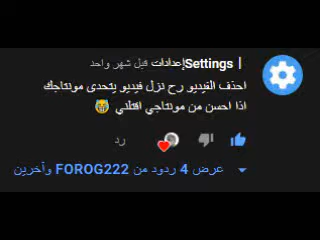 Settings إعدادات | قبل شهر واحد
احذف الفيديو رح نزل فيديو يتحدى مونتاجك
اذا احسن من مونتاجي اقتلني 😹
رد
عرض 4 ردود من FOROG222 وآخرين